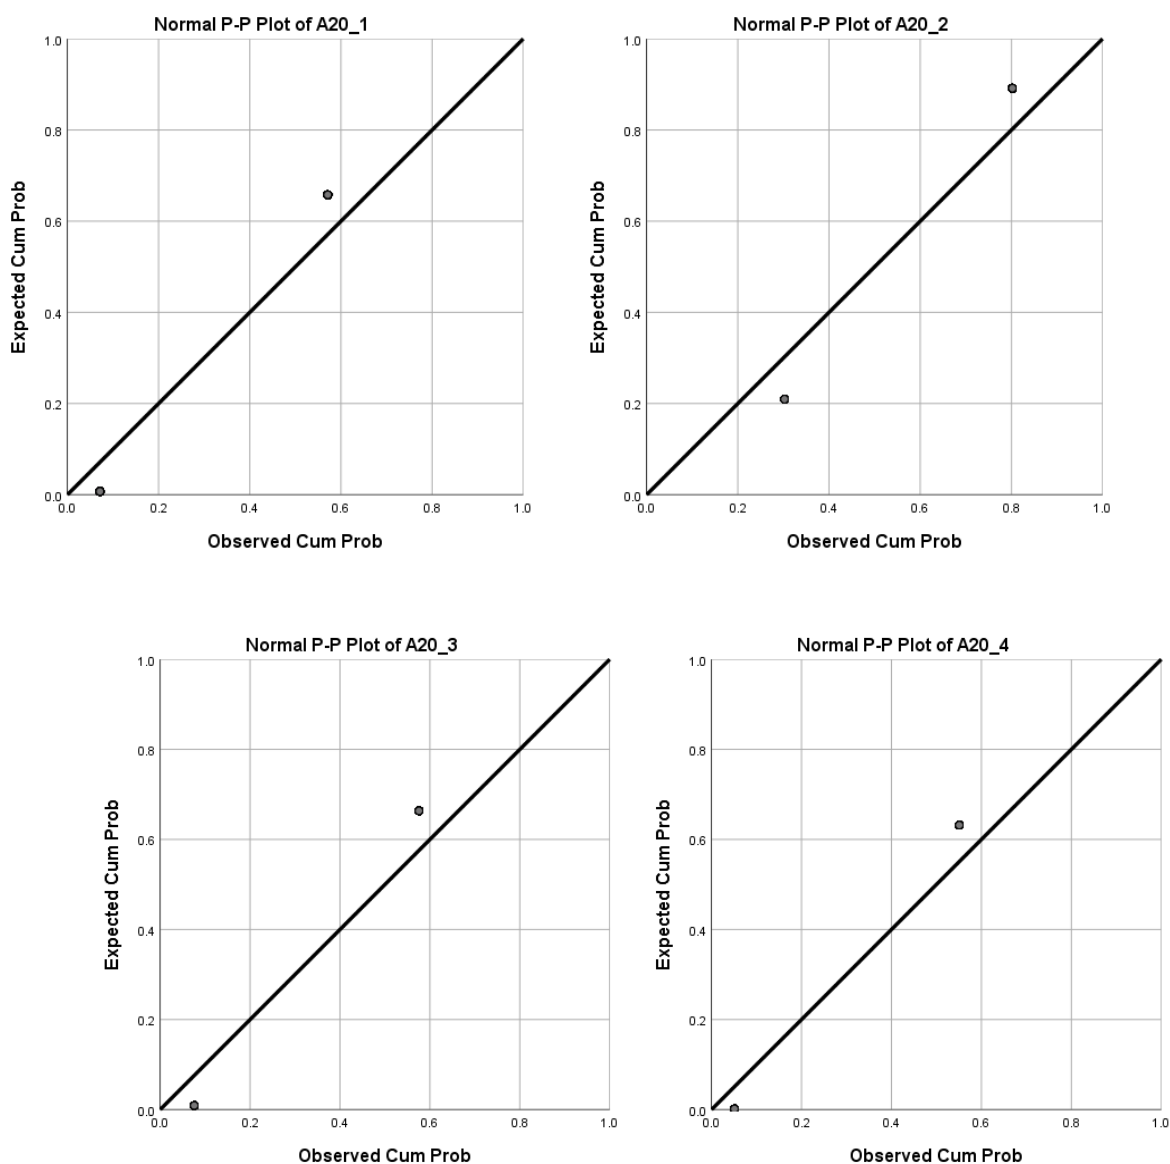 Normal P-P Plot of A20_1
1.0
0.8
0.6
0.4
0.2
0.0
0.0 0.2 0.4 0.6 0.8 1.0
Expected Cum Prob
Observed Cum Prob
Normal P-P Plot of A20_2
1.0
0.8
0.6
0.4
0.2
0.0
0.0 0.2 0.4 0.6 0.8 1.0
Expected Cum Prob
Observed Cum Prob
Normal P-P Plot of A20_3
1.0
0.8
0.6
0.4
0.2
0.0
0.0 0.2 0.4 0.6 0.8 1.0
Expected Cum Prob
Observed Cum Prob
Normal P-P Plot of A20_4
1.0
0.8
0.6
0.4
0.2
0.0
0.0 0.2 0.4 0.6 0.8 1.0
Expected Cum Prob
Observed Cum Prob